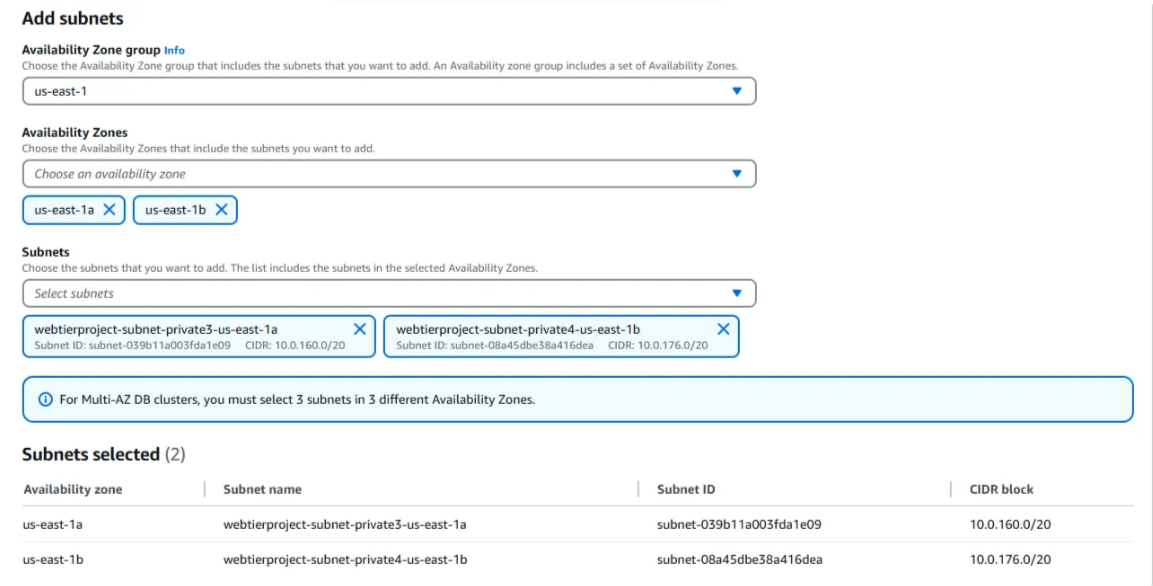 Add subnets
Availability Zone group Info
Choose the Availability Zone group that includes the subnets that you want to add. An Availability zone group includes a set of Availability Zones.
us-east-1
Availability Zones
Choose the Availability Zones that include the subnets you want to add.
Choose an availability zone
us-east-1a us-east-1b
Subnets
Choose the subnets that you want to add. The list includes the subnets in the selected Availability Zones.
Select subnets
webtierproject-subnet-private3-us-east-1a webtierproject-subnet-private4-us-east-1b
Subnet ID: subnet-039b11a003fda1e09 CIDR: 10.0.160.0/20 Subnet ID: subnet-08a45dbe38a416dea CIDR: 10.0.176.0/20
For Multi-AZ DB clusters, you must select 3 subnets in 3 different Availability Zones.
Subnets selected (2)
Availability zone Subnet name Subnet ID CIDR block
us-east-1a webtierproject-subnet-private3-us-east-1a subnet-039b11a003fda1e09 10.0.160.0/20
us-east-1b webtierproject-subnet-private4-us-east-1b subnet-08a45dbe38a416dea 10.0.176.0/20